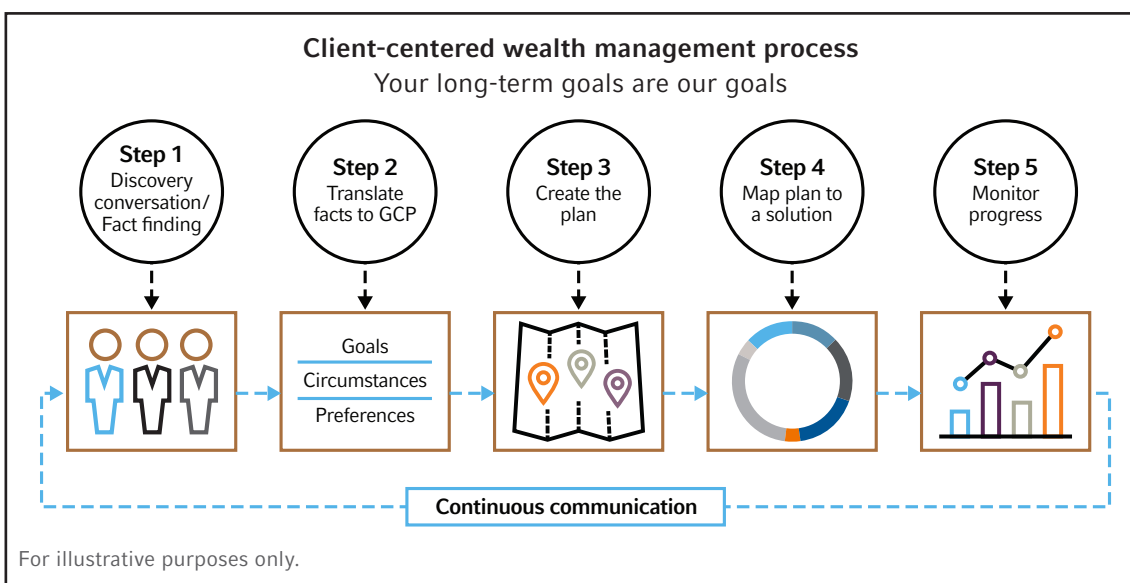 Client-centered wealth management process
Your long-term goals are our goals
Step 1
Discovery
conversation/
Fact finding
Step 2
Translate
facts to GCP
Step 3
Create the
plan
Step 4
Map plan to
a solution
Step 5
Monitor
progress
Goals
Circumstances
Preferences
Continuous communication
For illustrative purposes only.